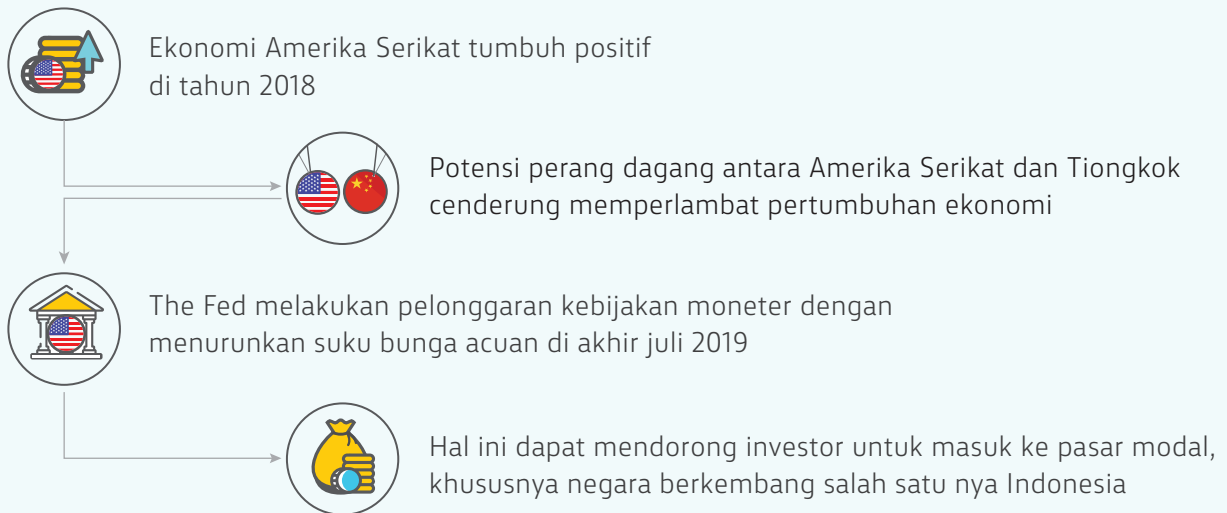 Ekonomi Amerika Serikat tumbuh positif
di tahun 2018
Potensi perang dagang antara Amerika Serikat dan Tiongkok
cenderung memperlambat pertumbuhan ekonomi
The Fed melakukan pelonggaran kebijakan moneter dengan
menurunkan suku bunga acuan di akhir juli 2019
Hal ini dapat mendorong investor untuk masuk ke pasar modal,
khususnya negara berkembang salah satu nya Indonesia